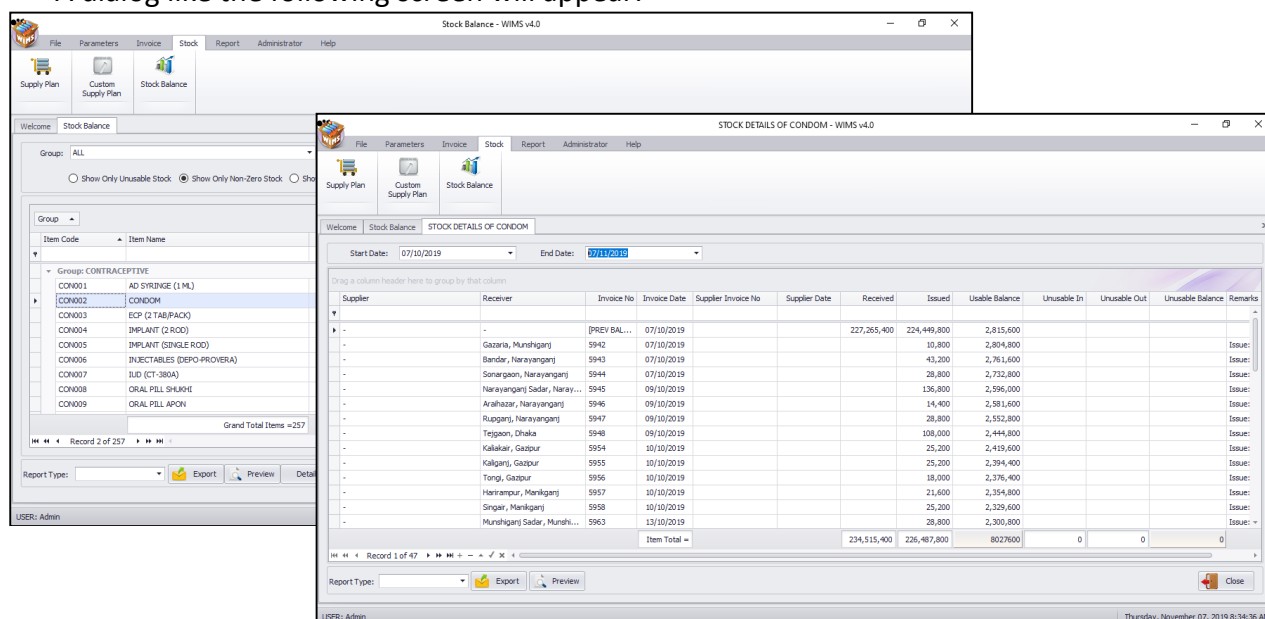 A dialog like the following screen will appear:
Stock Balance - WIMS v4.0
File Parameters Invoice Stock Report Administrator Help
Supply Plan Custom Supply Plan Stock Balance
Welcome Stock Balance
Group: ALL
Show Only Unusable Stock Show Only Non-Zero Stock Sho
Group
Item Code Item Name
Group: CONTRACEPTIVE
CON001 AD SYRINGE (1 ML)
CON002 CONDOM
CON003 ECP (2 TAB/PACK)
CON004 IMPLANT (2 ROD)
CON005 IMPLANT (SINGLE ROD)
CON006 INJECTABLES (DEPO-PROVERA)
CON007 IUD (CT-380A)
CON008 ORAL PILL SHUKHI
CON009 ORAL PILL APON
Grand Total Items =257
Record 2 of 257
Report Type: Export Preview Detail
USER: Admin
STOCK DETAILS OF CONDOM - WIMS v4.0
File Parameters Invoice Stock Report Administrator Help
Supply Plan Custom Supply Plan Stock Balance
Welcome Stock Balance STOCK DETAILS OF CONDOM
Start Date: 07/10/2019 End Date: 07/11/2019
Drag a column header here to group by that column
Supplier Receiver Invoice No Invoice Date Supplier Invoice No Supplier Date Received Issued Usable Balance Unusable In Unusable Out Unusable Balance Remarks
- - [PREV BAL... 07/10/2019 227,265,400 224,449,800 2,815,600
- Gazaria, Munshiganj 5942 07/10/2019 10,800 2,804,800 Issue:
- Bandar, Narayanganj 5943 07/10/2019 43,200 2,761,600 Issue:
- Sonargaon, Narayanganj 5944 07/10/2019 28,800 2,732,800 Issue:
- Narayanganj Sadar, Naray... 5945 09/10/2019 136,800 2,596,000 Issue:
- Araihazar, Narayanganj 5946 09/10/2019 14,400 2,581,600 Issue:
- Rupganj, Narayanganj 5947 09/10/2019 28,800 2,552,800 Issue:
- Tejgaon, Dhaka 5948 09/10/2019 108,000 2,444,800 Issue:
- Kaliakair, Gazipur 5954 10/10/2019 25,200 2,419,600 Issue:
- Kaliganj, Gazipur 5955 10/10/2019 25,200 2,394,400 Issue:
- Tongi, Gazipur 5956 10/10/2019 18,000 2,376,400 Issue:
- Harirampur, Manikganj 5957 10/10/2019 21,600 2,354,800 Issue:
- Singair, Manikganj 5958 10/10/2019 25,200 2,329,600 Issue:
- Munshiganj Sadar, Munshi... 5963 13/10/2019 28,800 2,300,800 Issue:
Item Total = 234,515,400 226,487,800 8027600 0 0 0
Record 1 of 47
Report Type: Export Preview Close
USER: Admin Thursday, November 07, 2019 8:34:36 AM